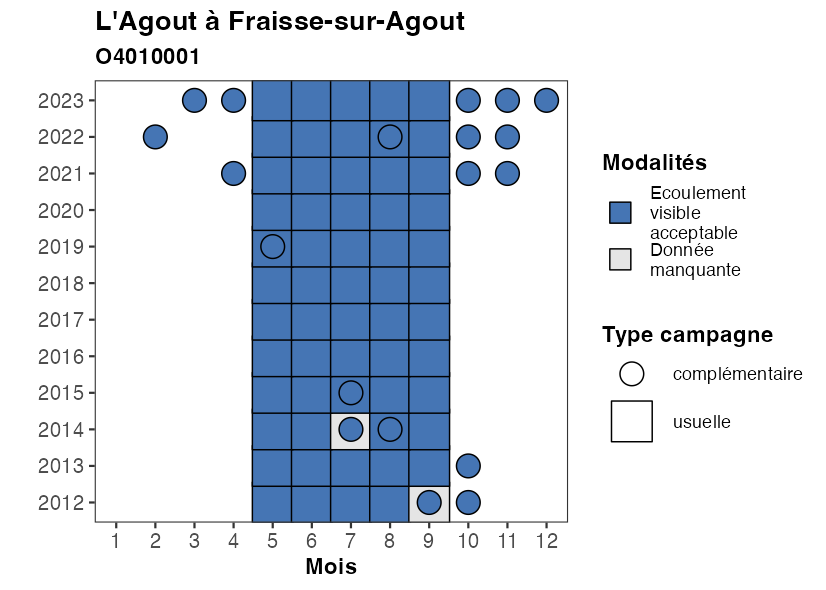 L'Agout à Fraisse-sur-Agout
O4010001
2023
2022
2021
2020
2019
2018
2017
2016
2015
2014
2013
2012
1 2 3 4 5 6 7 8 9 10 11 12
Mois
Modalités
Ecoulement
visible
acceptable
Donnée
manquante
Type campagne
complémentaire
usuelle